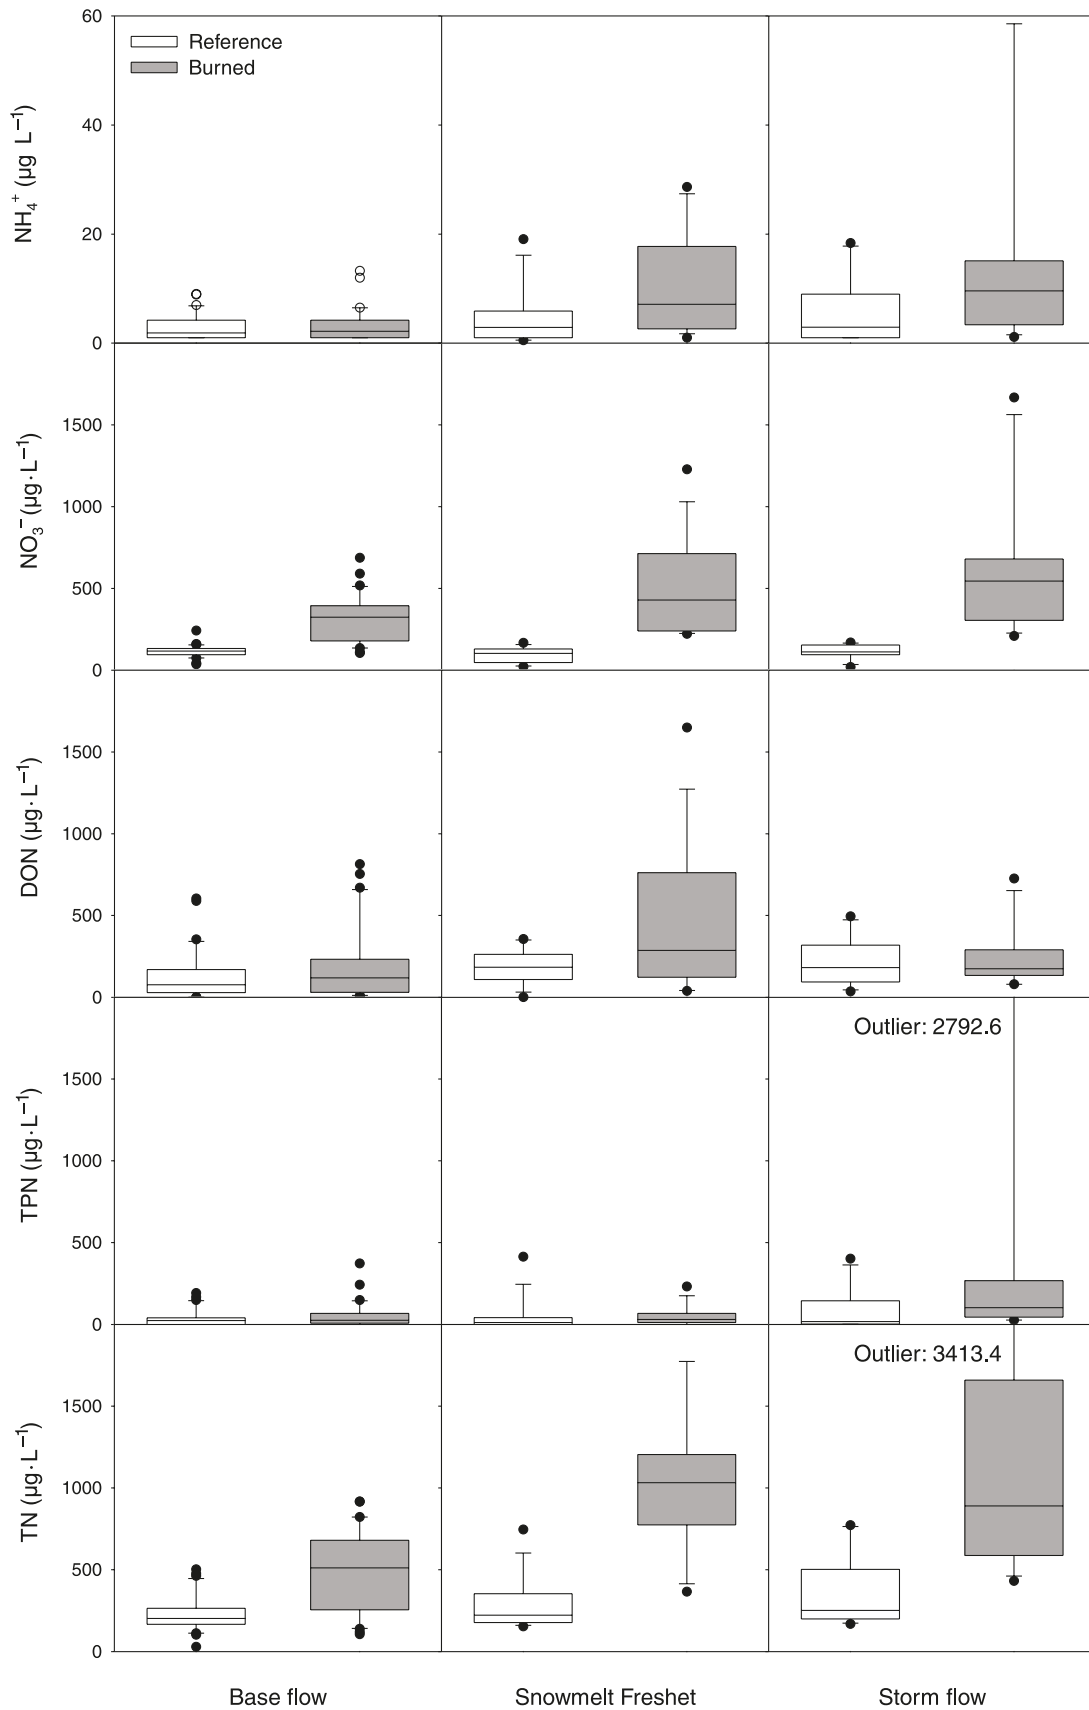 Reference
Burned
NH₄⁺ (µg L⁻¹)
60
40
20
0
NO₃⁻ (µg·L⁻¹)
1500
1000
500
0
DON (µg·L⁻¹)
1500
1000
500
0
TPN (µg·L⁻¹)
1500
1000
500
0
Outlier: 2792.6
TN (µg·L⁻¹)
1500
1000
500
0
Outlier: 3413.4
Base flow
Snowmelt Freshet
Storm flow